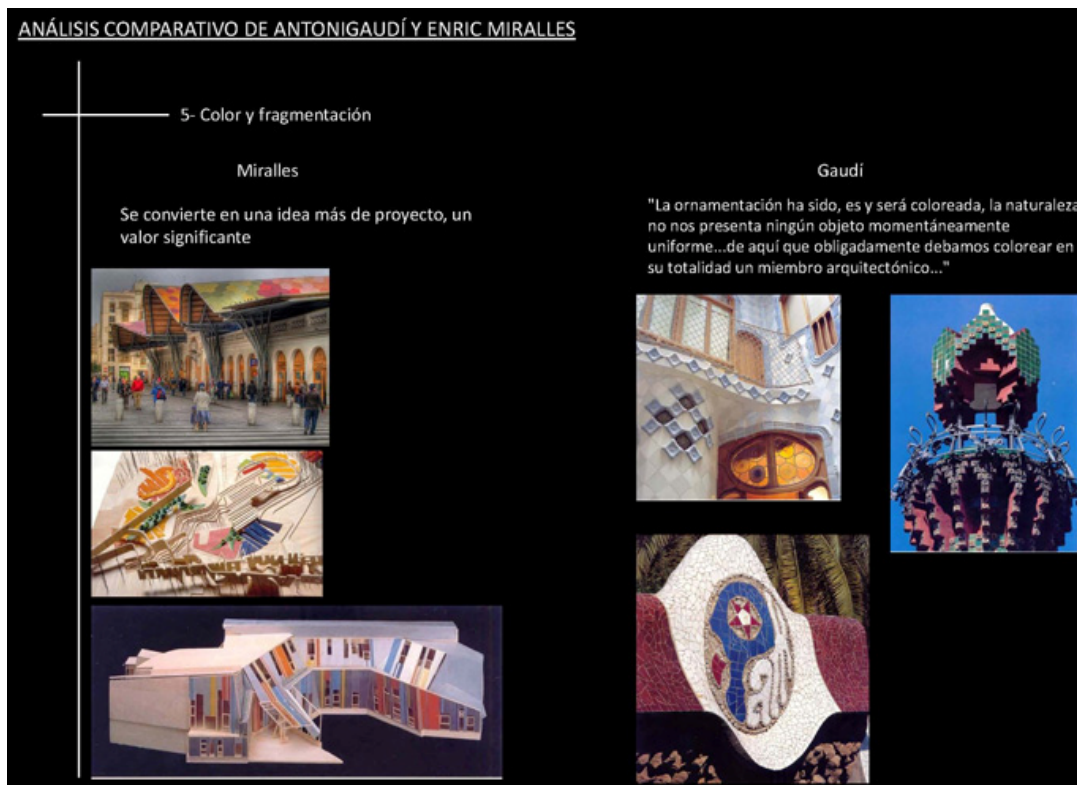 ANÁLISIS COMPARATIVO DE ANTONIGAUDÍ Y ENRIC MIRALLES
5- Color y fragmentación
Miralles
Se convierte en una idea más de proyecto, un
valor significante
Gaudí
"La ornamentación ha sido, es y será coloreada, la naturaleza
no nos presenta ningún objeto momentáneamente
uniforme...de aquí que obligadamente debamos colorear en
su totalidad un miembro arquitectónico..."